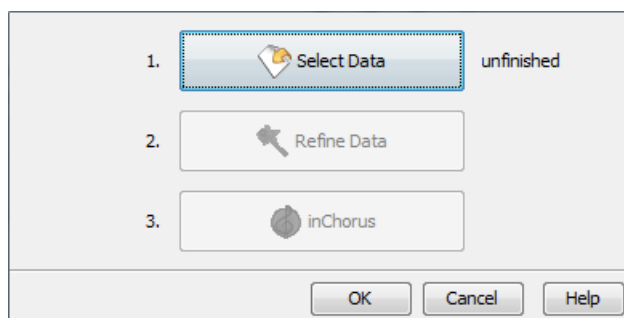 1. Select Data unfinished
2. Refine Data
3. inChorus
OK Cancel Help